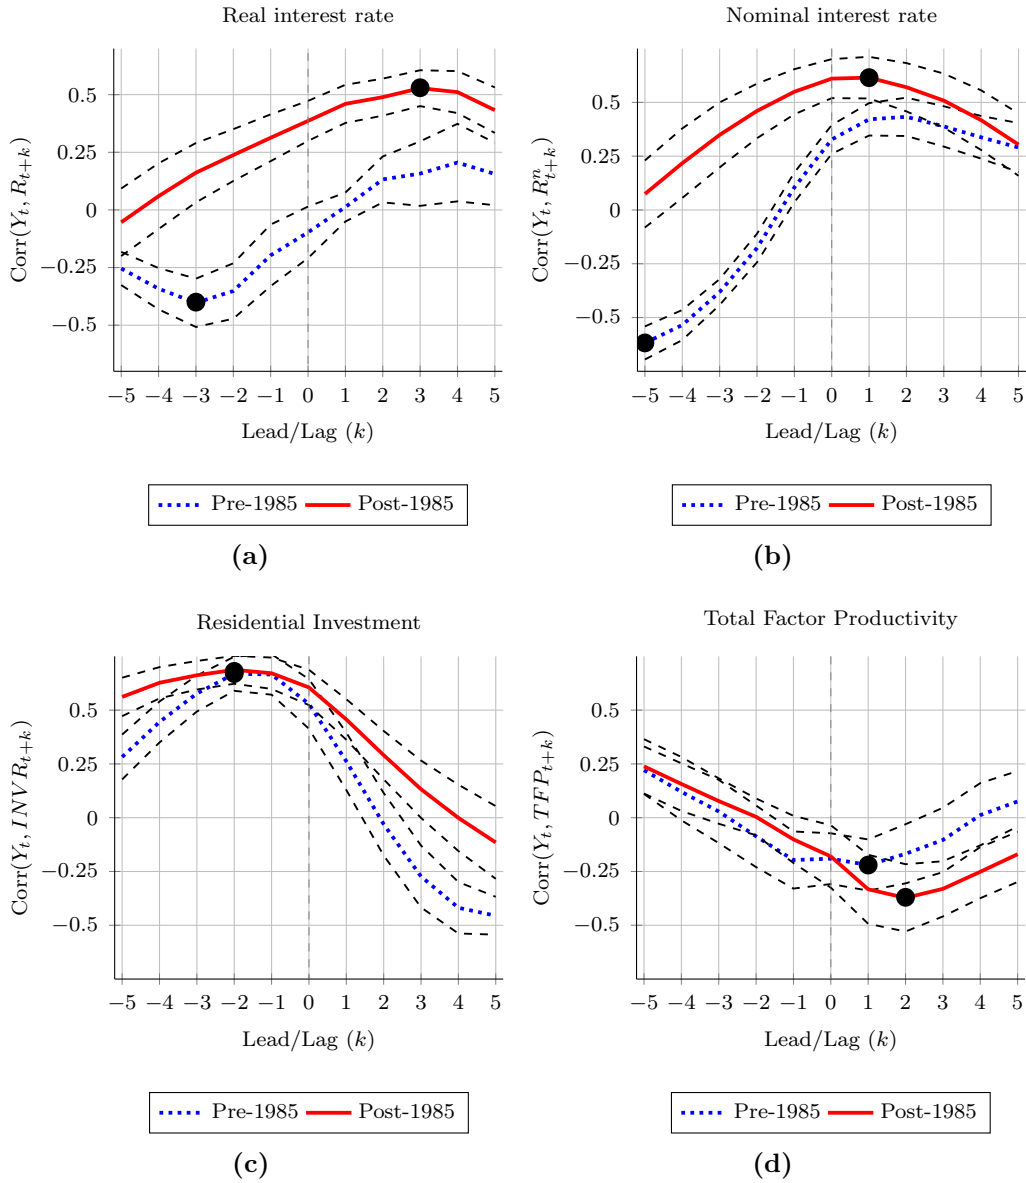 Real interest rate
Corr(Y_t, R_{t+k})
0.5
0.25
0
−0.25
−0.5
−5 −4 −3 −2 −1 0 1 2 3 4 5
Lead/Lag (k)
Pre-1985 Post-1985
(a)
Nominal interest rate
Corr(Y_t, R^n_{t+k})
0.5
0.25
0
−0.25
−0.5
−5 −4 −3 −2 −1 0 1 2 3 4 5
Lead/Lag (k)
Pre-1985 Post-1985
(b)
Residential Investment
Corr(Y_t, INVR_{t+k})
0.5
0.25
0
−0.25
−0.5
−5 −4 −3 −2 −1 0 1 2 3 4 5
Lead/Lag (k)
Pre-1985 Post-1985
(c)
Total Factor Productivity
Corr(Y_t, TFP_{t+k})
0.5
0.25
0
−0.25
−0.5
−5 −4 −3 −2 −1 0 1 2 3 4 5
Lead/Lag (k)
Pre-1985 Post-1985
(d)